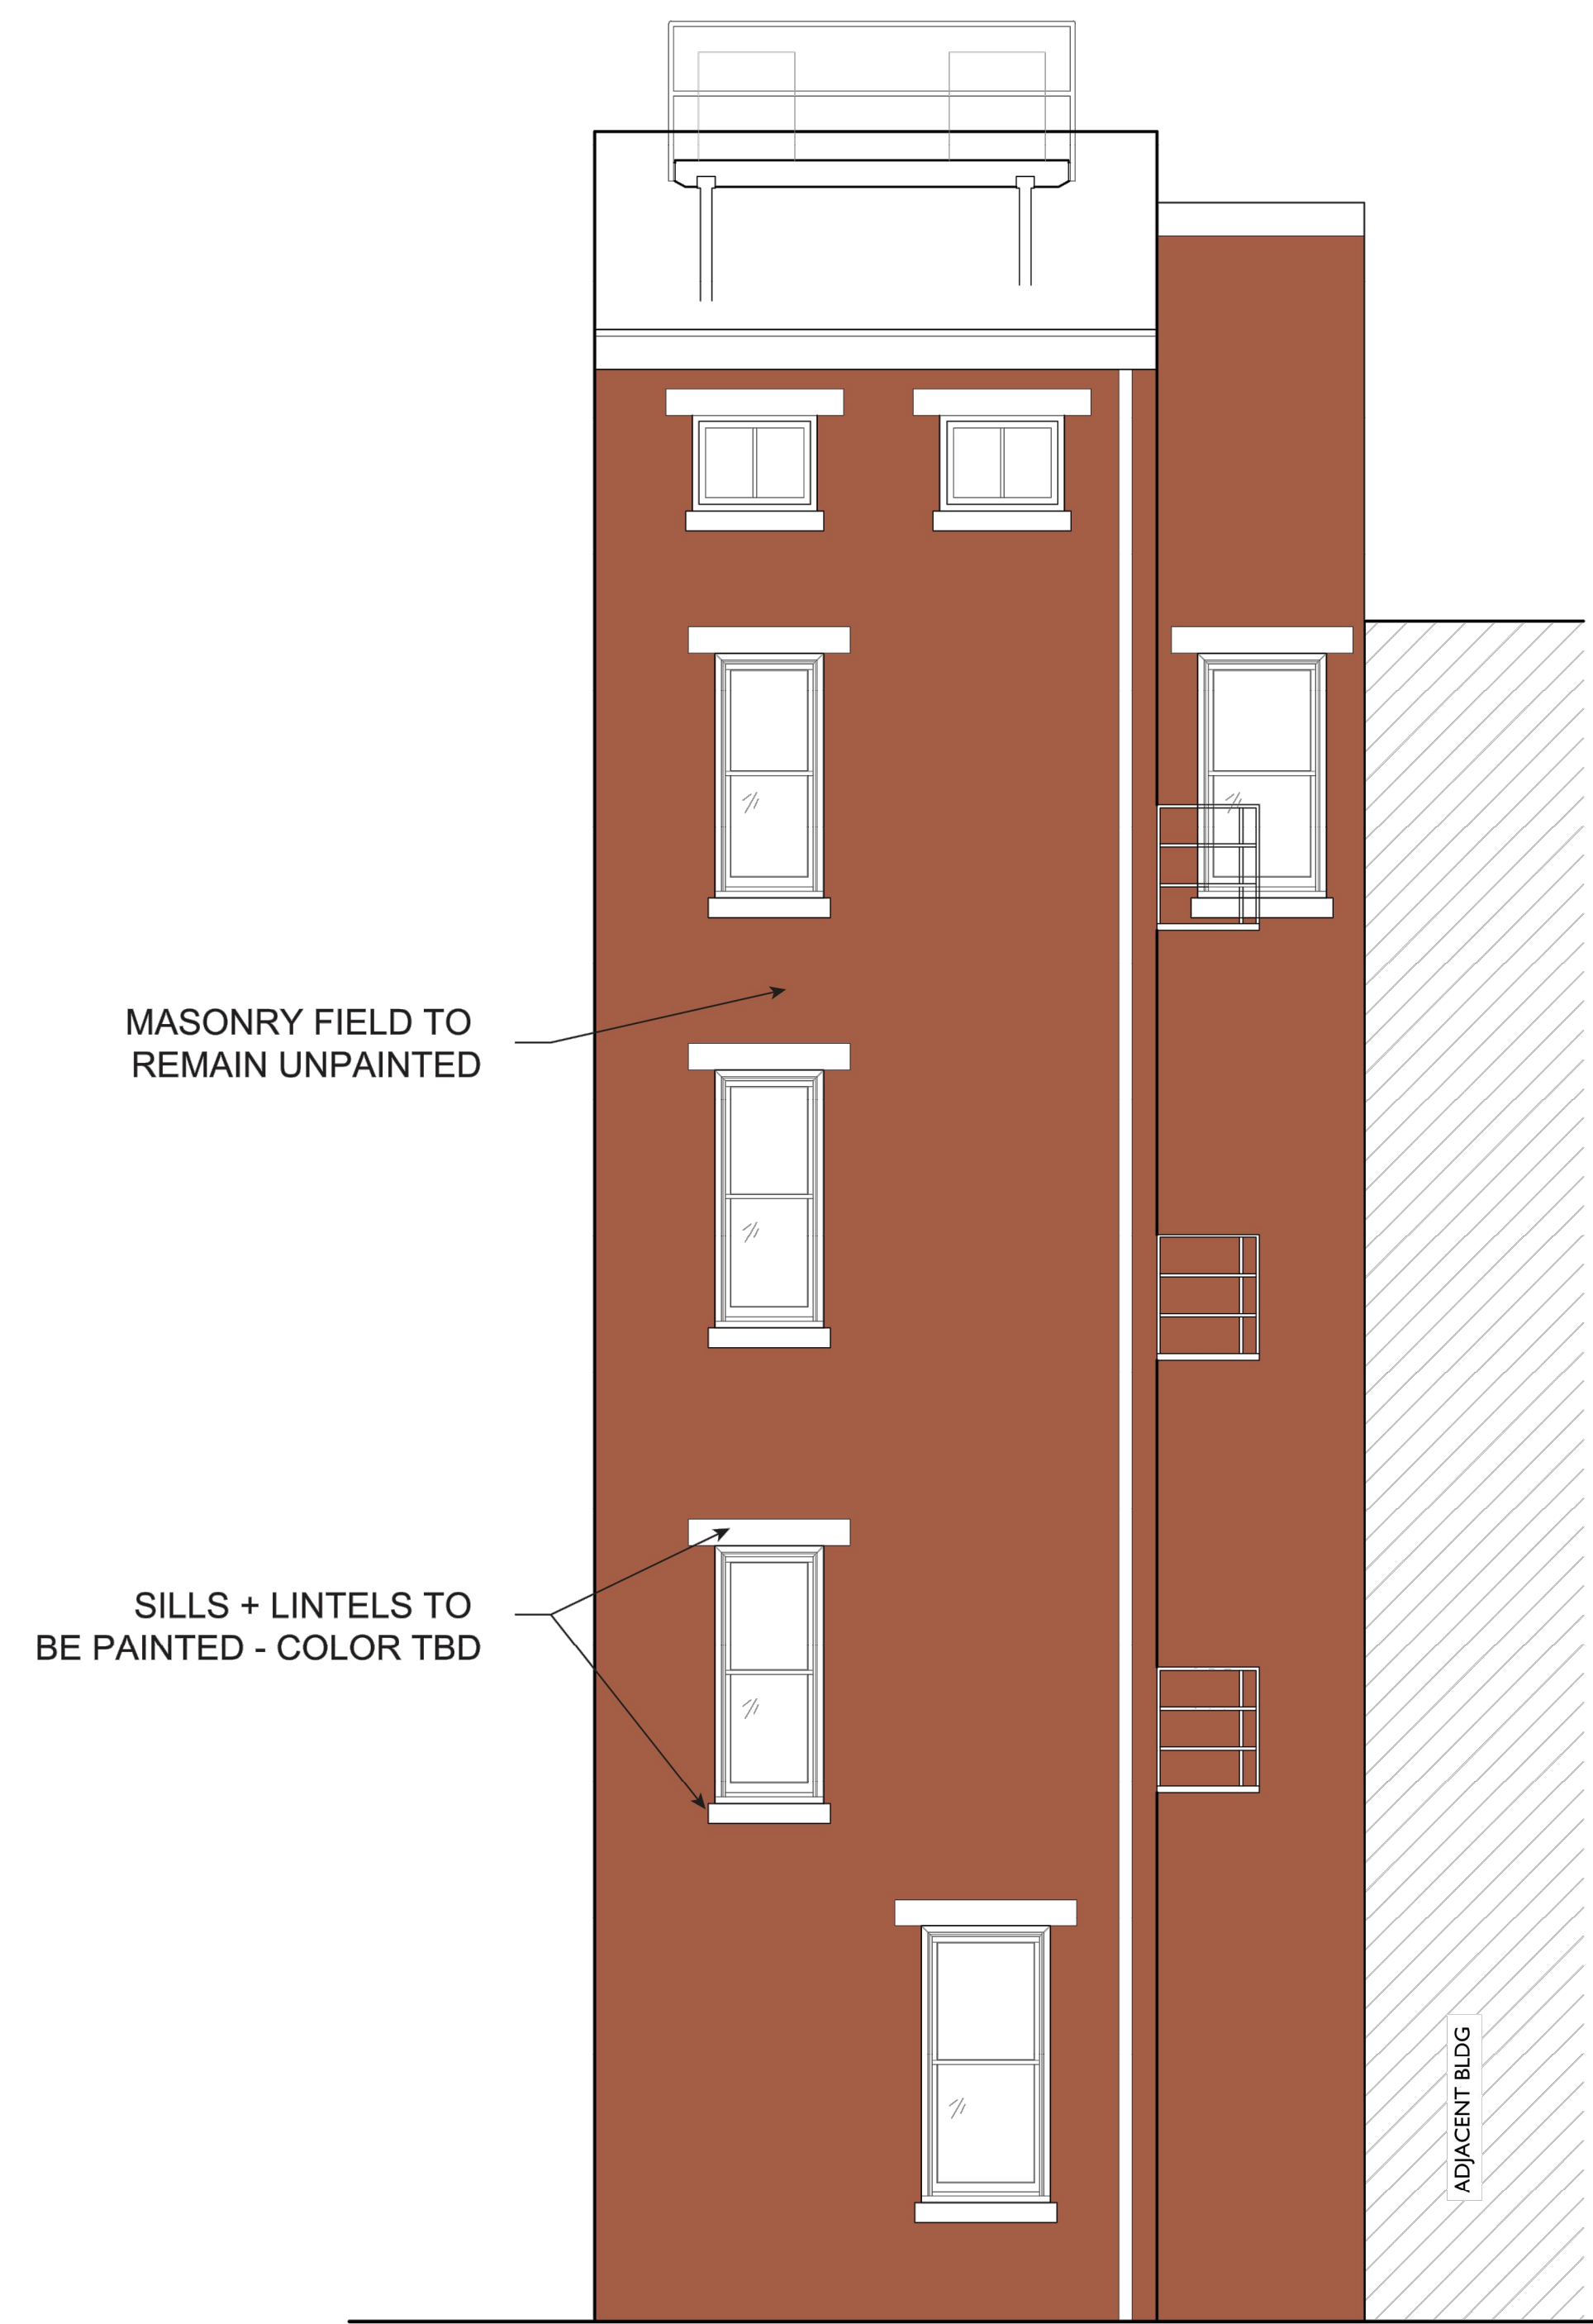 MASONRY FIELD TO
REMAIN UNPAINTED
SILLS + LINTELS TO
BE PAINTED - COLOR TBD
ADJACENT BLDG